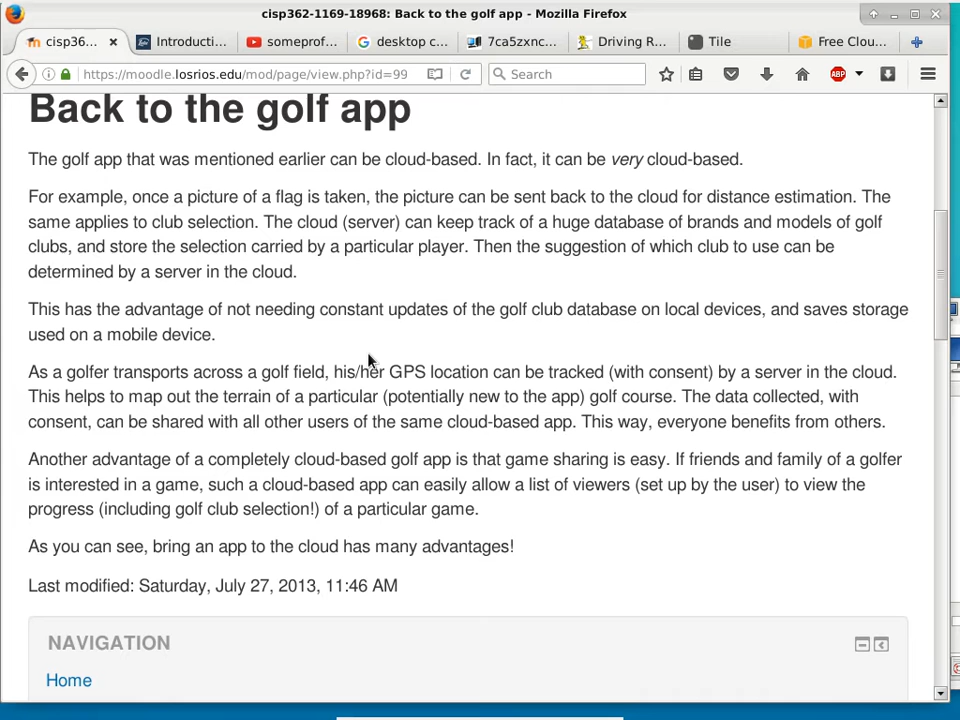 cisp362-1169-18968: Back to the golf app - Mozilla Firefox
cisp36...
Introducti...
someprof...
desktop c...
7ca5zxnc...
Driving R...
Tile
Free Clou...
https://moodle.losrios.edu/mod/page/view.php?id=99
Search
ABP
Back to the golf app
The golf app that was mentioned earlier can be cloud-based. In fact, it can be very cloud-based.
For example, once a picture of a flag is taken, the picture can be sent back to the cloud for distance estimation. The
same applies to club selection. The cloud (server) can keep track of a huge database of brands and models of golf
clubs, and store the selection carried by a particular player. Then the suggestion of which club to use can be
determined by a server in the cloud.
This has the advantage of not needing constant updates of the golf club database on local devices, and saves storage
used on a mobile device.
As a golfer transports across a golf field, his/her GPS location can be tracked (with consent) by a server in the cloud.
This helps to map out the terrain of a particular (potentially new to the app) golf course. The data collected, with
consent, can be shared with all other users of the same cloud-based app. This way, everyone benefits from others.
Another advantage of a completely cloud-based golf app is that game sharing is easy. If friends and family of a golfer
is interested in a game, such a cloud-based app can easily allow a list of viewers (set up by the user) to view the
progress (including golf club selection!) of a particular game.
As you can see, bring an app to the cloud has many advantages!
Last modified: Saturday, July 27, 2013, 11:46 AM
NAVIGATION
Home